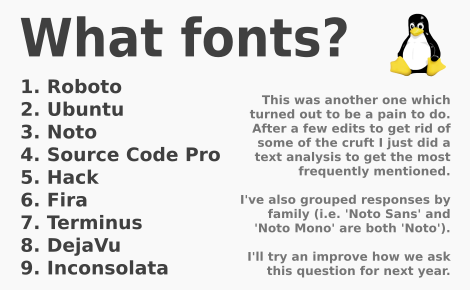 What fonts?
1. Roboto
2. Ubuntu
3. Noto
4. Source Code Pro
5. Hack
6. Fira
7. Terminus
8. DejaVu
9. Inconsolata
This was another one which
turned out to be a pain to do.
After a few edits to get rid of
some of the cruft I just did a
text analysis to get the most
frequently mentioned.
I've also grouped responses by
family (i.e. 'Noto Sans' and
'Noto Mono' are both 'Noto').
I'll try an improve how we ask
this question for next year.